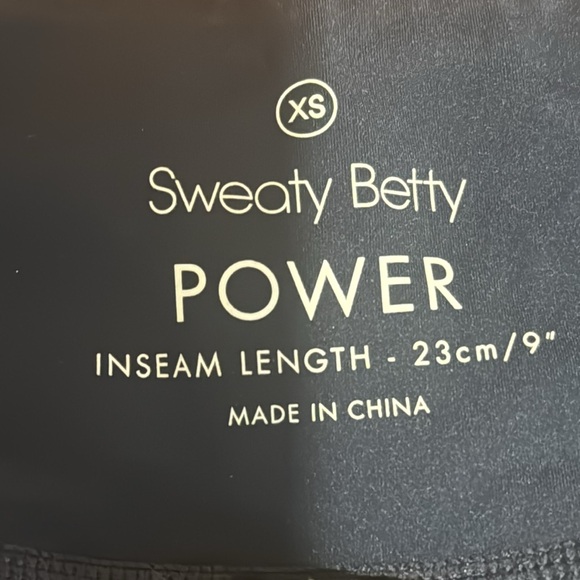 XS
Sweaty Betty
POWER
INSEAM LENGTH - 23cm/9"
MADE IN CHINA